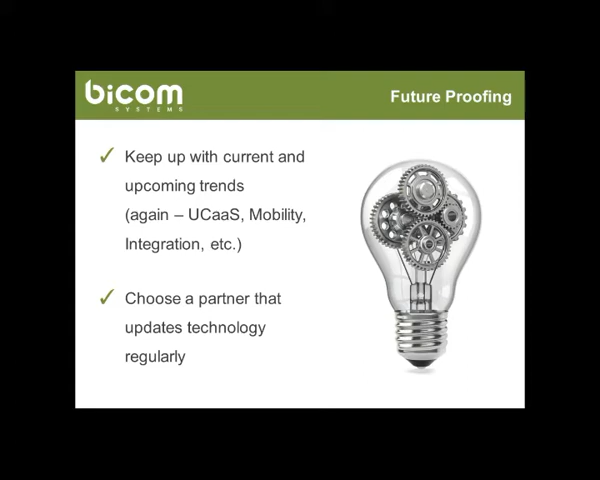 bicom
SYSTEMS
Future Proofing
✓ Keep up with current and
upcoming trends
(again – UCaaS, Mobility,
Integration, etc.)
✓ Choose a partner that
updates technology
regularly